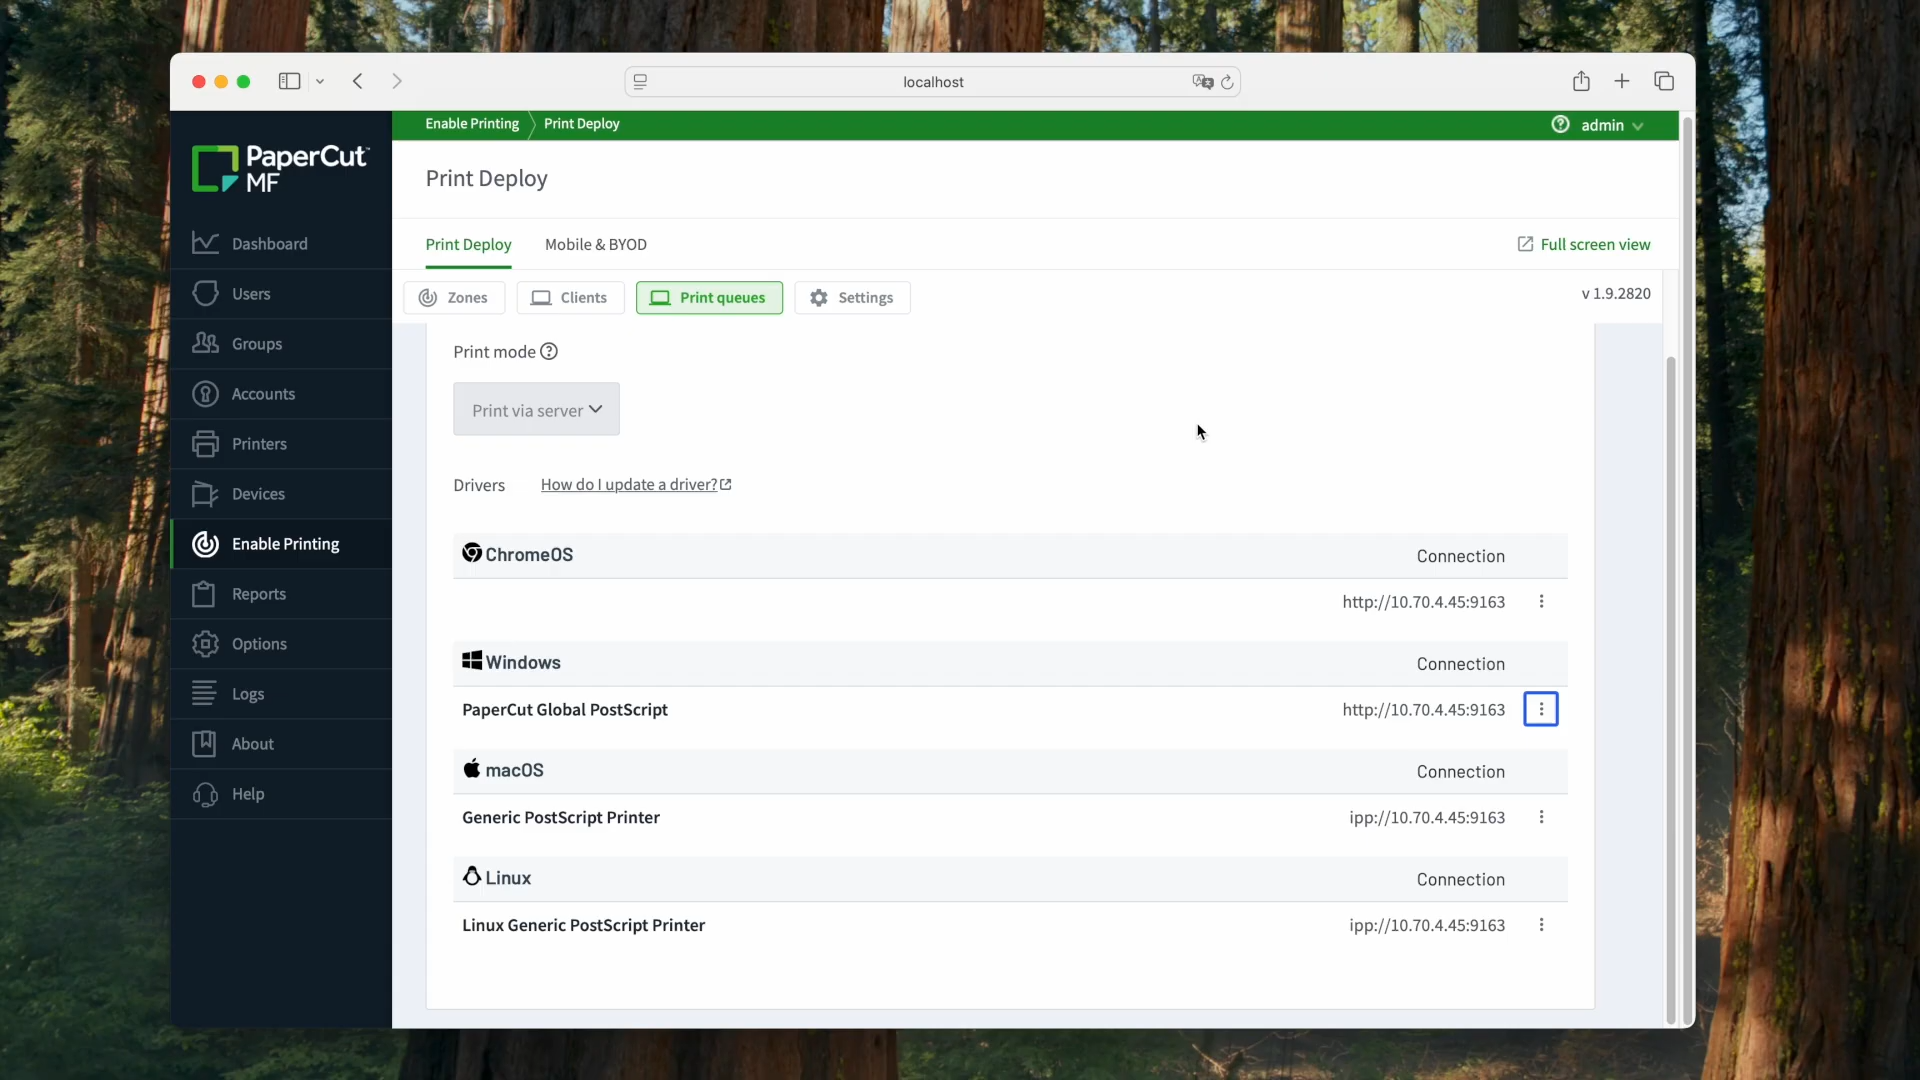 localhost
Enable Printing
Print Deploy
admin
PaperCut™
MF
Print Deploy
Dashboard
Users
Groups
Accounts
Printers
Devices
Enable Printing
Reports
Options
Logs
About
Help
Print Deploy
Mobile & BYOD
Full screen view
Zones
Clients
Print queues
Settings
v 1.9.2820
Print mode
Print via server
Drivers
How do I update a driver?
ChromeOS
Connection
http://10.70.4.45:9163
Windows
Connection
PaperCut Global PostScript
http://10.70.4.45:9163
macOS
Connection
Generic PostScript Printer
ipp://10.70.4.45:9163
Linux
Connection
Linux Generic PostScript Printer
ipp://10.70.4.45:9163